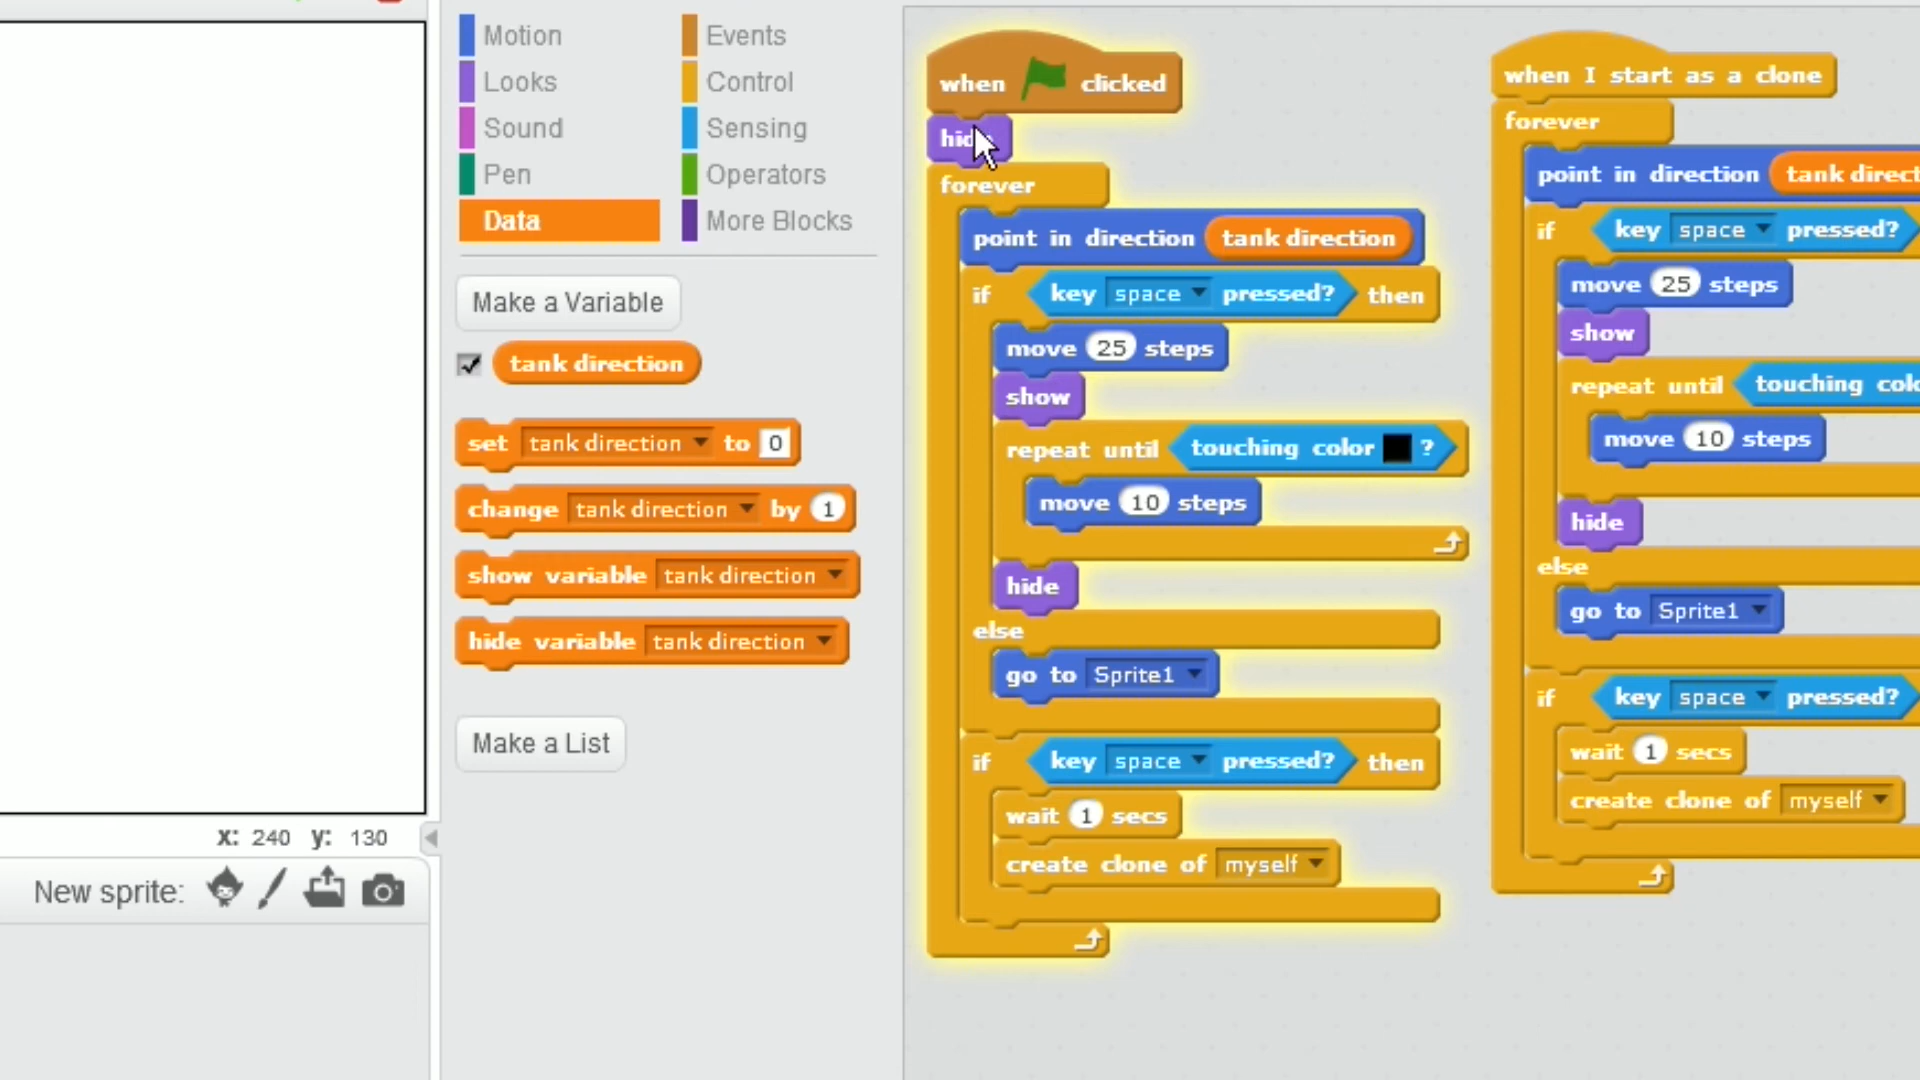 Motion
Looks
Sound
Pen
Data
Events
Control
Sensing
Operators
More Blocks
Make a Variable
tank direction
set tank direction to 0
change tank direction by 1
show variable tank direction
hide variable tank direction
Make a List
x: 240 y: 130
New sprite:
when clicked
forever
point in direction tank direction
if key space pressed? then
move 25 steps
show
repeat until touching color ?
move 10 steps
hide
else
go to Sprite1
if key space pressed? then
wait 1 secs
create clone of myself
when I start as a clone
forever
point in direction tank
if key space pressed?
move 25 steps
show
repeat until touching
move 10 steps
hide
else
go to Sprite1
if key space pressed?
wait 1 secs
create clone of myself